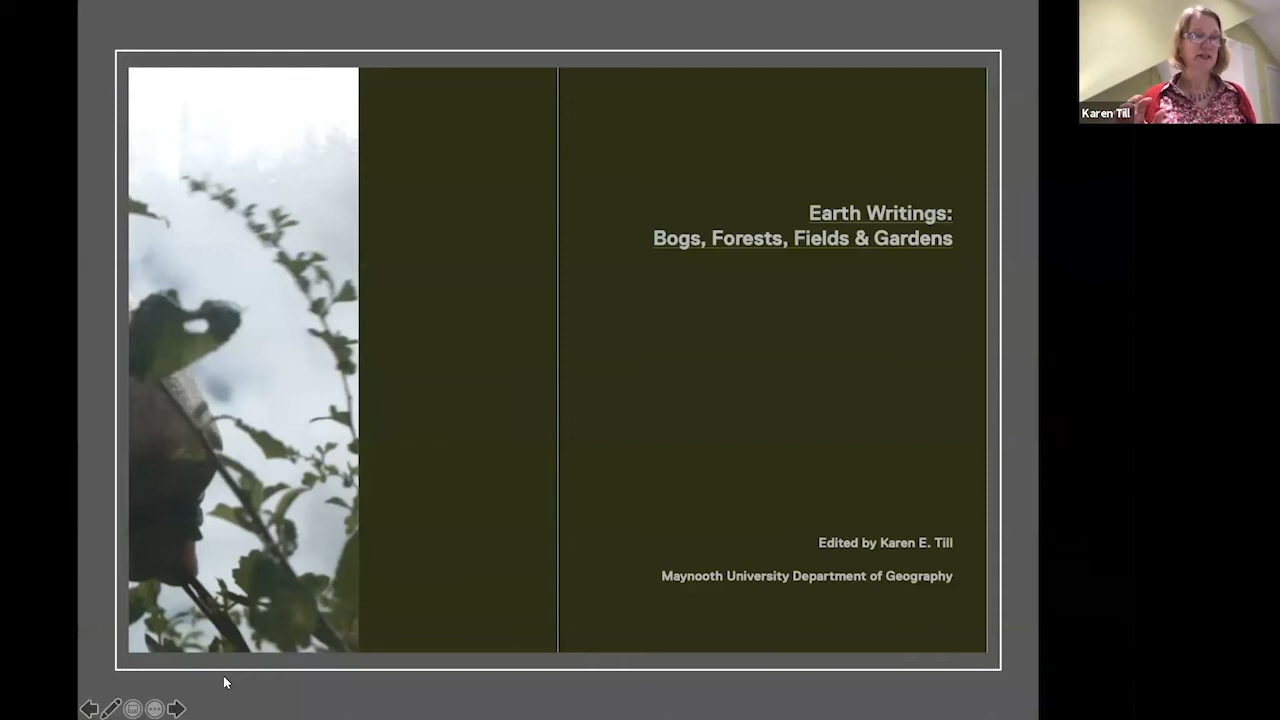 Earth Writings:
Bogs, Forests, Fields & Gardens
Edited by Karen E. Till
Maynooth University Department of Geography
Karen Till